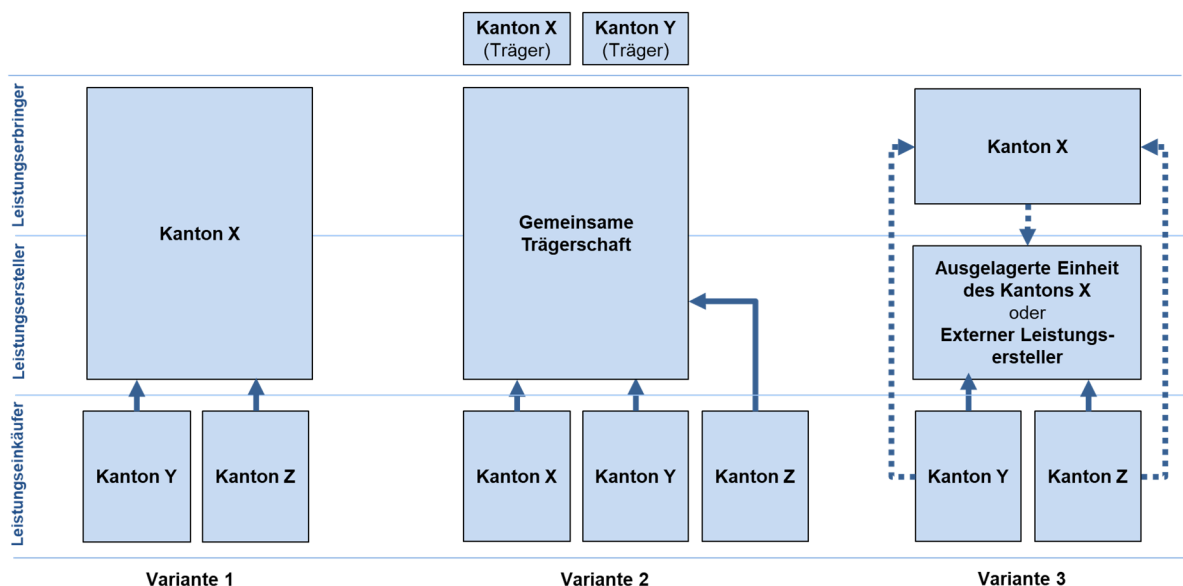 Kanton X
(Träger)
Kanton Y
(Träger)
Leistungserbringer
Leistungsersteller
Leistungseinkäufer
Kanton X
Kanton Y
Kanton Z
Variante 1
Gemeinsame
Trägerschaft
Kanton X
Kanton Y
Kanton Z
Variante 2
Kanton X
Ausgelagerte Einheit
des Kantons X
oder
Externer Leistungs-
ersteller
Kanton Y
Kanton Z
Variante 3